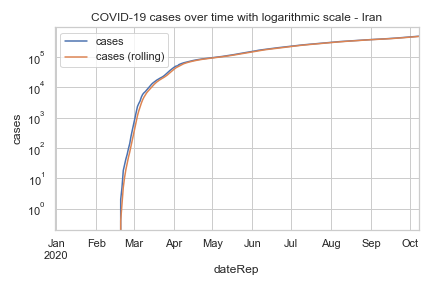 COVID-19 cases over time with logarithmic scale - Iran
cases
cases (rolling)
10^5
10^4
10^3
10^2
10^1
10^0
cases
Jan Feb Mar Apr May Jun Jul Aug Sep Oct
2020
dateRep